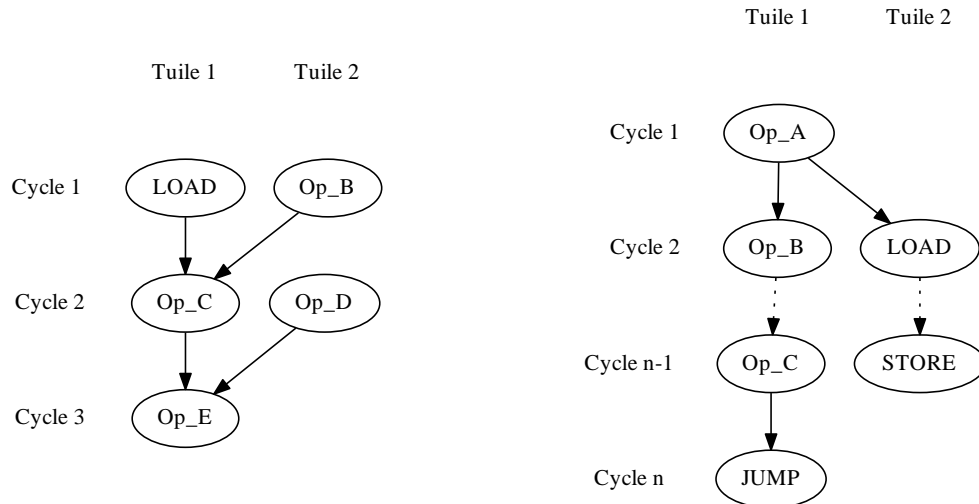 Tuile 1 Tuile 2
Cycle 1 LOAD Op_B
Cycle 2 Op_C Op_D
Cycle 3 Op_E
Tuile 1 Tuile 2
Cycle 1 Op_A
Cycle 2 Op_B LOAD
Cycle n-1 Op_C STORE
Cycle n JUMP